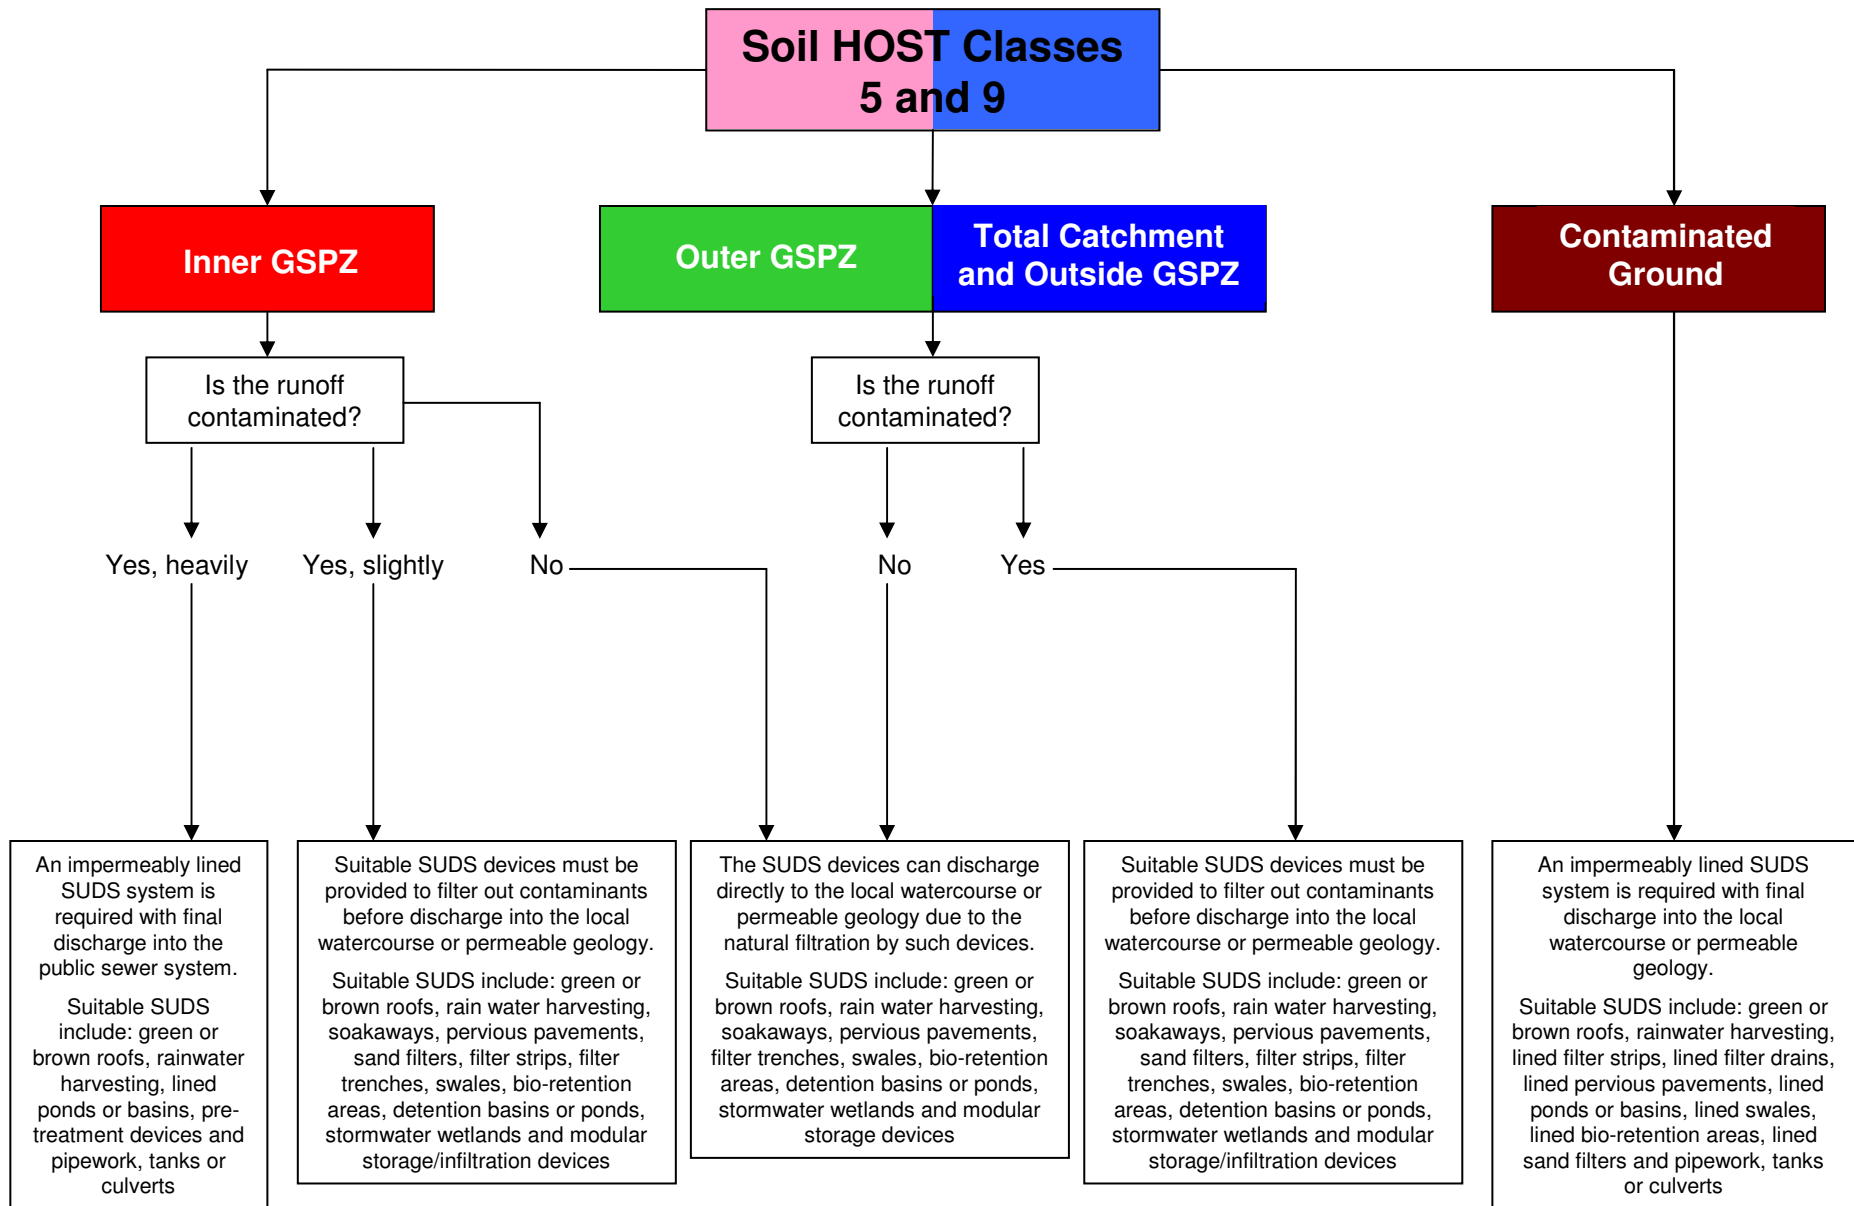 Soil HOST Classes
5 and 9
Inner GSPZ
Outer GSPZ
Total Catchment
and Outside GSPZ
Contaminated
Ground
Is the runoff
contaminated?
Is the runoff
contaminated?
Yes, heavily
Yes, slightly
No
No
Yes
An impermeably lined
SUDS system is
required with final
discharge into the
public sewer system.
Suitable SUDS
include: green or
brown roofs, rainwater
harvesting, lined
ponds or basins, pre-
treatment devices and
pipework, tanks or
culverts
Suitable SUDS devices must be
provided to filter out contaminants
before discharge into the local
watercourse or permeable geology.
Suitable SUDS include: green or
brown roofs, rain water harvesting,
soakaways, pervious pavements,
sand filters, filter strips, filter
trenches, swales, bio-retention
areas, detention basins or ponds,
stormwater wetlands and modular
storage/infiltration devices
The SUDS devices can discharge
directly to the local watercourse or
permeable geology due to the
natural filtration by such devices.
Suitable SUDS include: green or
brown roofs, rain water harvesting,
soakaways, pervious pavements,
filter trenches, swales, bio-retention
areas, detention basins or ponds,
stormwater wetlands and modular
storage devices
Suitable SUDS devices must be
provided to filter out contaminants
before discharge into the local
watercourse or permeable geology.
Suitable SUDS include: green or
brown roofs, rain water harvesting,
soakaways, pervious pavements,
sand filters, filter strips, filter
trenches, swales, bio-retention
areas, detention basins or ponds,
stormwater wetlands and modular
storage/infiltration devices
An impermeably lined SUDS
system is required with final
discharge into the local
watercourse or permeable
geology.
Suitable SUDS include: green or
brown roofs, rainwater harvesting,
lined filter strips, lined filter drains,
lined pervious pavements, lined
ponds or basins, lined swales,
lined bio-retention areas, lined
sand filters and pipework, tanks
or culverts